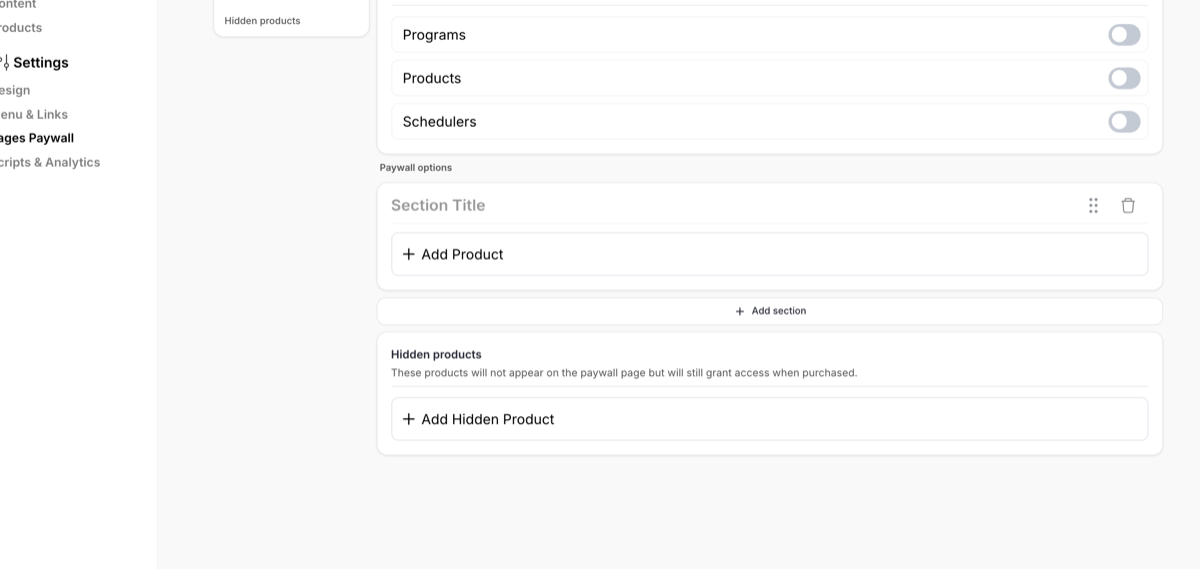 ontent
roducts
Settings
esign
enu & Links
ages Paywall
cripts & Analytics
Hidden products
Programs
Products
Schedulers
Paywall options
Section Title
+ Add Product
+ Add section
Hidden products
These products will not appear on the paywall page but will still grant access when purchased.
+ Add Hidden Product